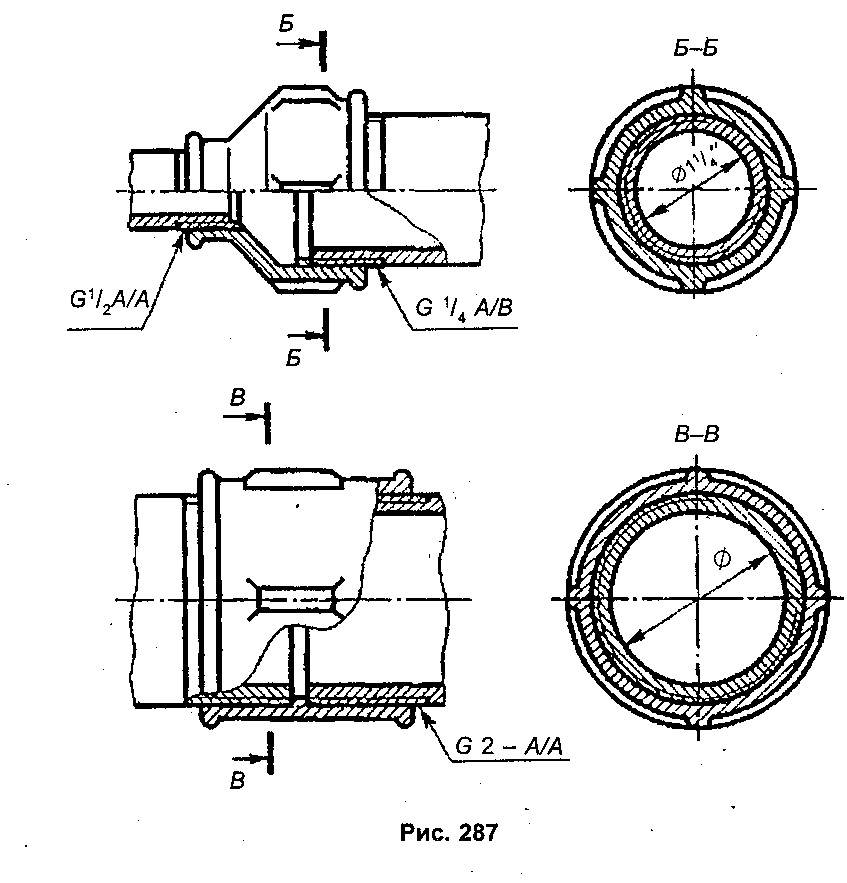 Б
Б–Б
Ø1¹/₄"
G¹/₂A/A
G ¹/₄ A/B
Б
В
В–В
Ø
G 2 – A/A
В
Рис. 287